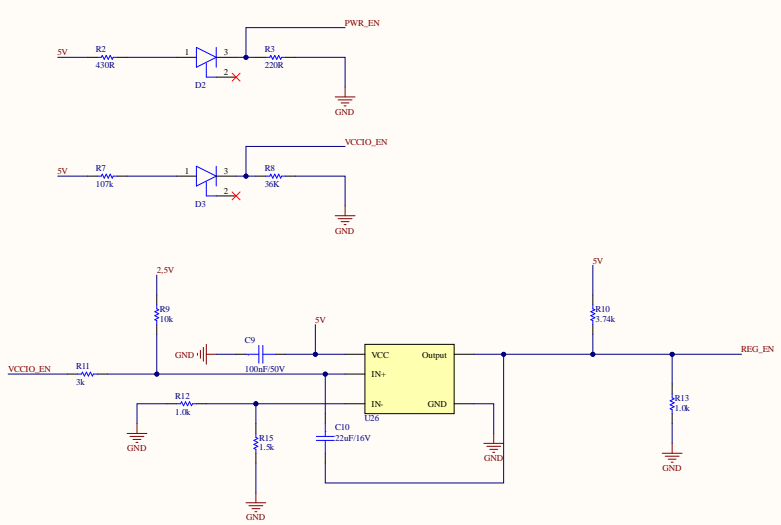 PWR_EN
5V
R2
430R
1
3
2
D2
R3
220R
GND
VCCIO_EN
5V
R7
107k
1
3
2
D3
R8
36K
GND
2,5V
R9
10k
5V
5V
R10
3.74k
C9
GND
100nF/50V
VCC
Output
IN+
IN-
GND
U26
REG_EN
VCCIO_EN
R11
3k
R12
1.0k
R13
1.0k
GND
R15
1.5k
C10
22uF/16V
GND
GND
GND